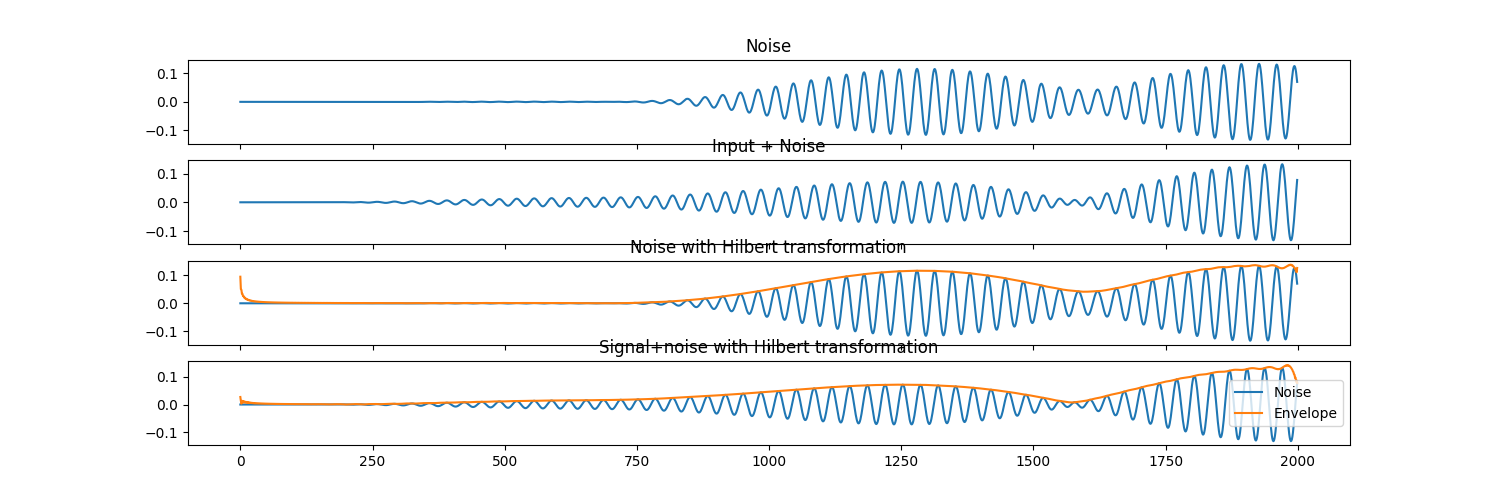 Noise
0.1
0.0
−0.1
Input + Noise
0.1
0.0
−0.1
Noise with Hilbert transformation
0.1
0.0
−0.1
Signal+noise with Hilbert transformation
0.1
0.0
−0.1
Noise
Envelope
0 250 500 750 1000 1250 1500 1750 2000